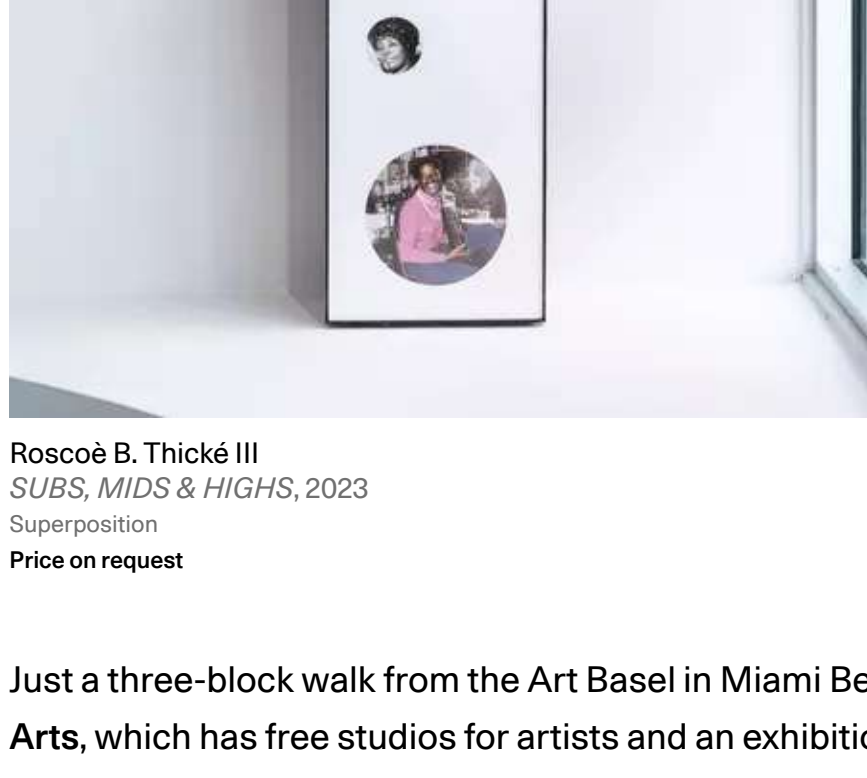 Roscoè B. Thické III
SUBS, MIDS & HIGHS, 2023
Superposition
Price on request
Just a three-block walk from the Art Basel in Miami Be
Arts, which has free studios for artists and an exhibitio